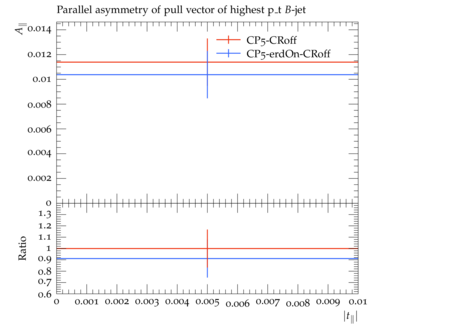 Parallel asymmetry of pull vector of highest p_t B-jet
A∥
0.014
0.012
0.01
0.008
0.006
0.004
0.002
0
CP5-CRoff
CP5-erdOn-CRoff
Ratio
1.3
1.2
1.1
1
0.9
0.8
0.7
0.6
0 0.001 0.002 0.003 0.004 0.005 0.006 0.007 0.008 0.009 0.01
|t∥|